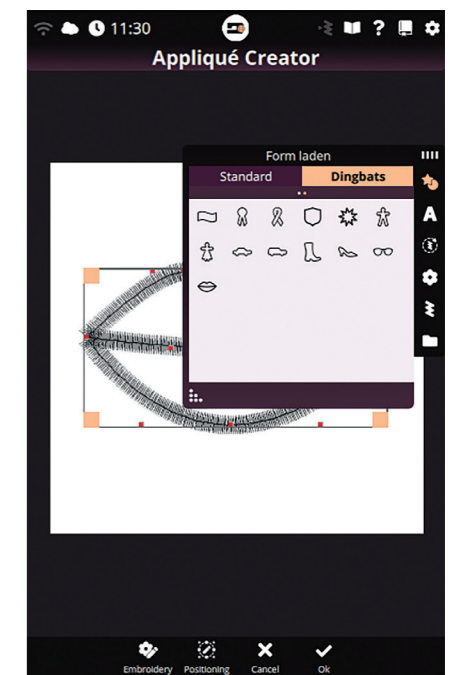 11:30
?
Appliqué Creator
Form laden
Standard
Dingbats
A
Embroidery
Positioning
Cancel
Ok